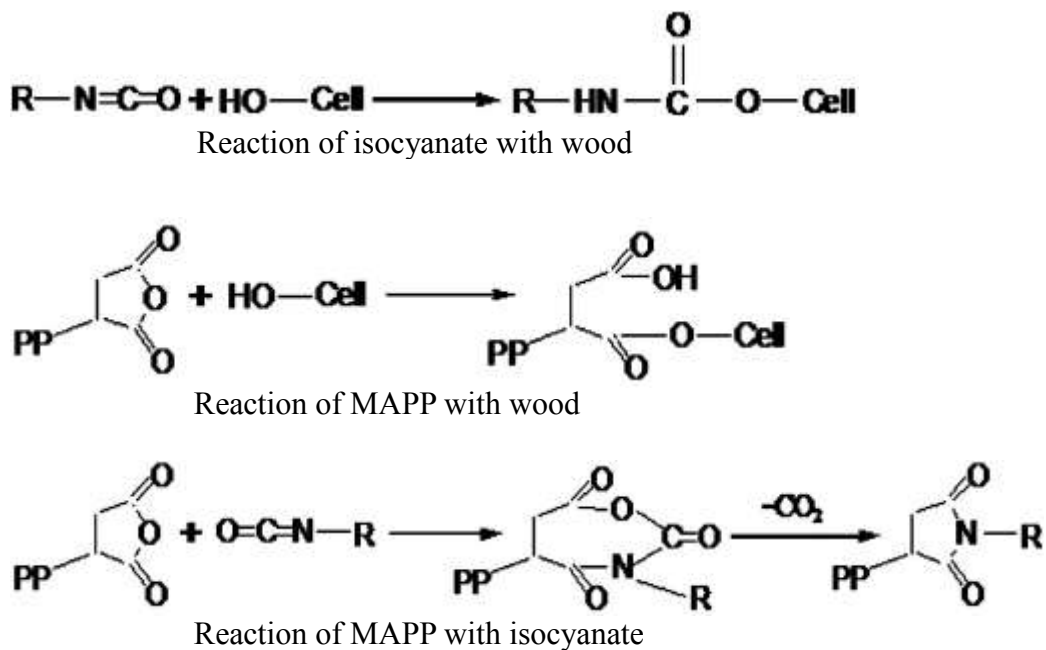 O
R—N=C=O+HO—Cell → R—HN—C—O—Cell
Reaction of isocyanate with wood
O O
O + HO—Cell → OH
PP O PP O—Cell
O
Reaction of MAPP with wood
O O O
O + O=C=N—R → O C=O -CO₂ → N—R
PP O PP N PP O
O R
Reaction of MAPP with isocyanate